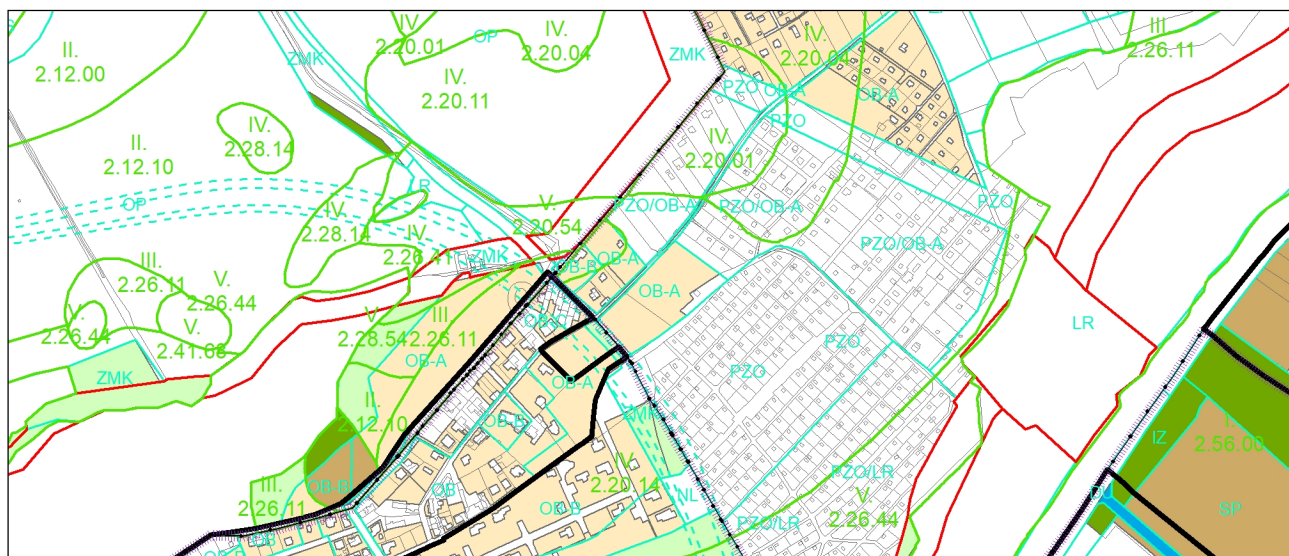 II.
2.12.00
ZMK
IV.
2.20.01
OP
2.20.04
IV.
2.20.11
ZMK
IV.
2.20.04
III.
2.26.11
PZO
OB-A
OB-A
PZO
IV.
2.28.14
II.
2.12.10
IV.
2.20.01
OP
IV.
2.28.14
V.
2.20.54
PZO/OB-A
PZO/OB-A
PZO
PZO/OB-A
IV.
2.26.41
ZMK
OB-B
OB-A
OB-A
III.
2.26.11
V.
2.26.44
V.
2.26.44
V.
2.41.68
V.
2.28.54
III.
2.26.11
OB-A
LR
PZO
PZO
ZMK
OB-A
II.
2.12.10
OB-B
ZMK
I.
2.56.00
IZ
IV.
2.20.14
III.
2.26.11
OB-B
OB
OB-B
NL
PZO/LR
V.
2.26.44
PZO/LR
SP
OB